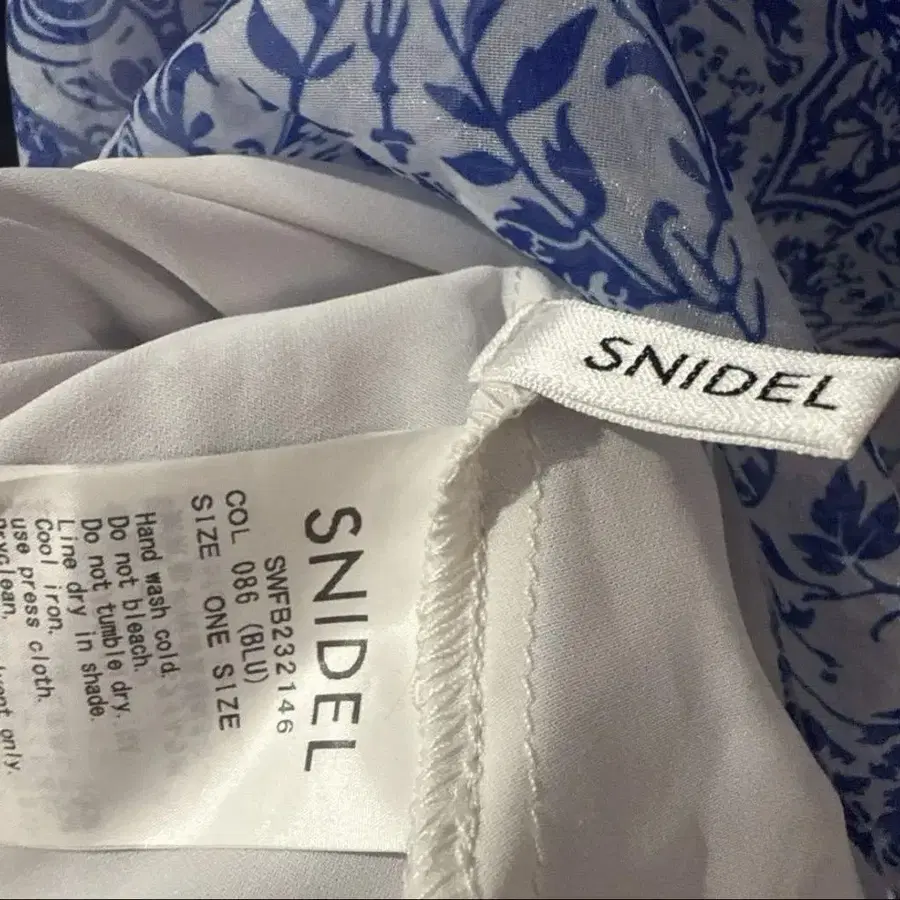 SNIDEL
SNIDEL
SWFB232146
COL 086 (BLU)
SIZE ONE SIZE
Hand wash cold.
Do not bleach.
Do not tumble dry.
Line dry in shade.
Cool iron.
use press cloth.
only.